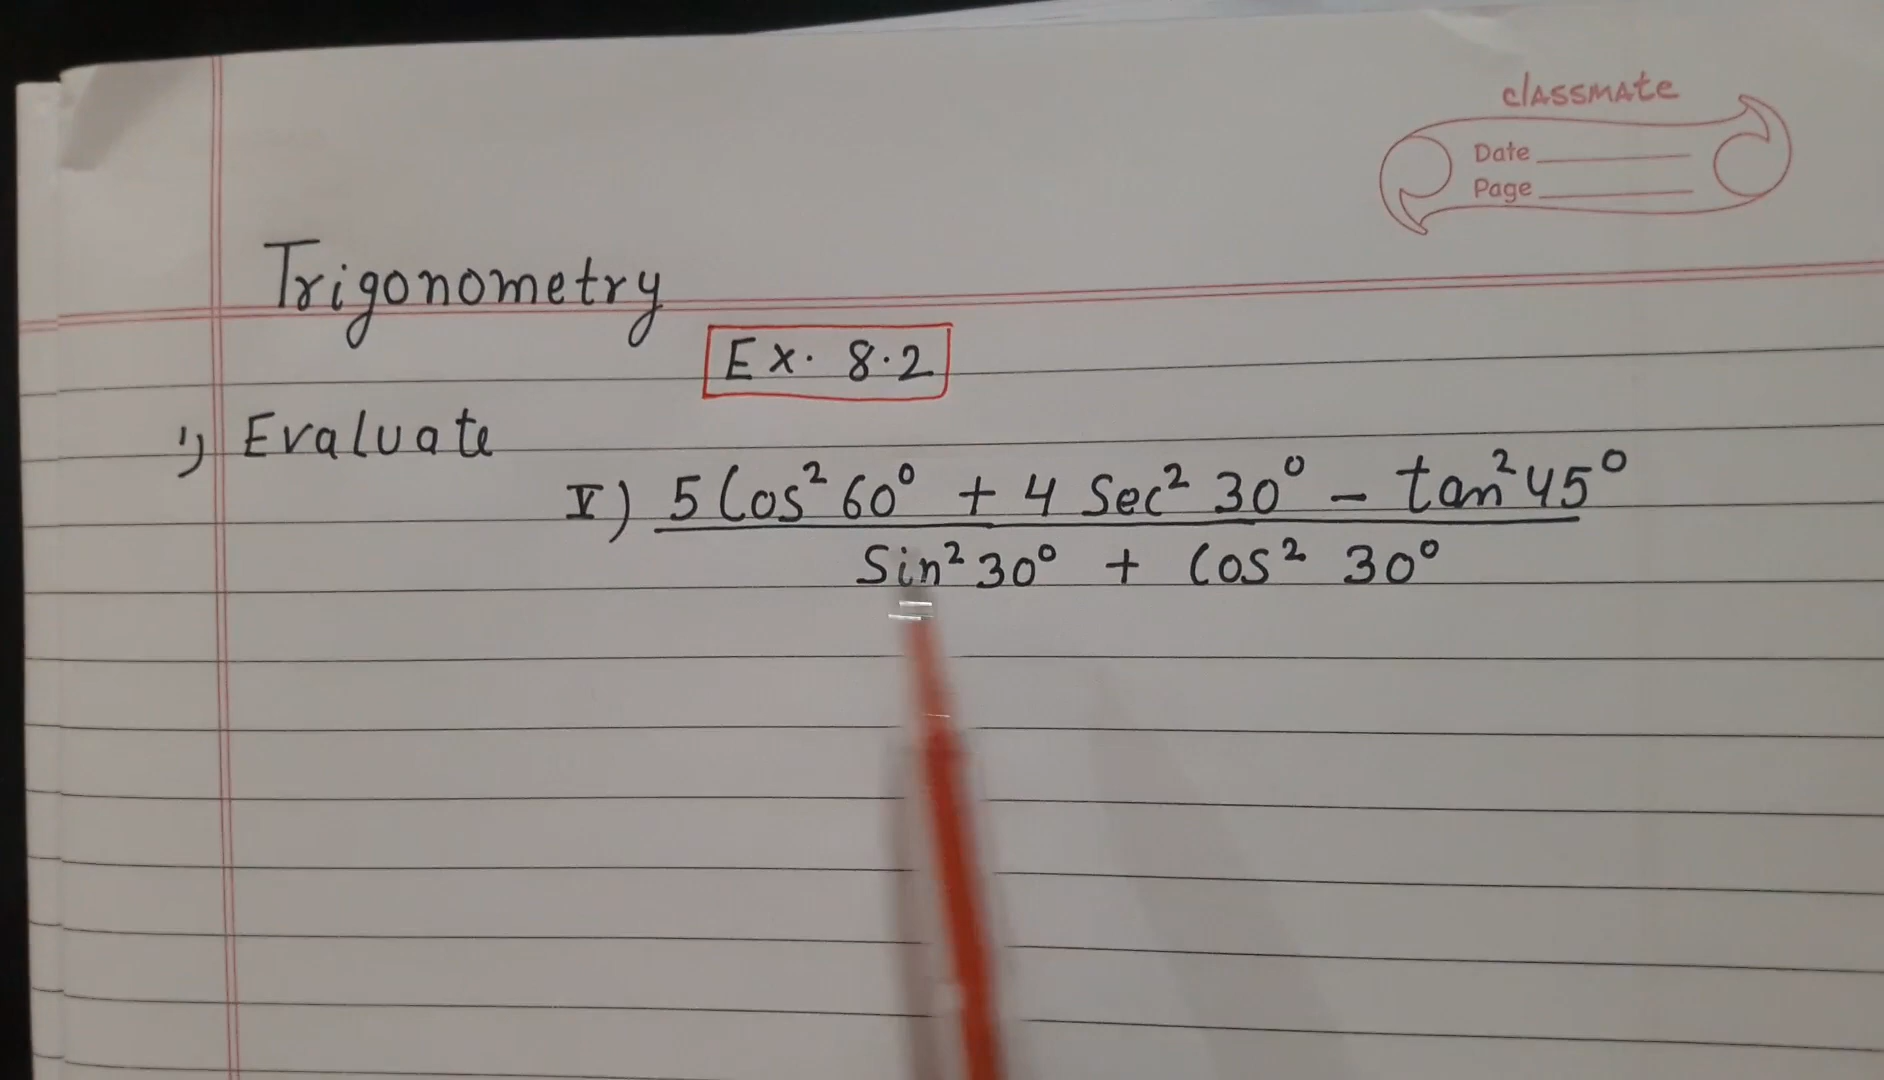 classmate
Date
Page
Trigonometry
Ex. 8.2
1) Evaluate
V) 5 Cos² 60° + 4 Sec² 30° - tan² 45°
Sin² 30° + Cos² 30°